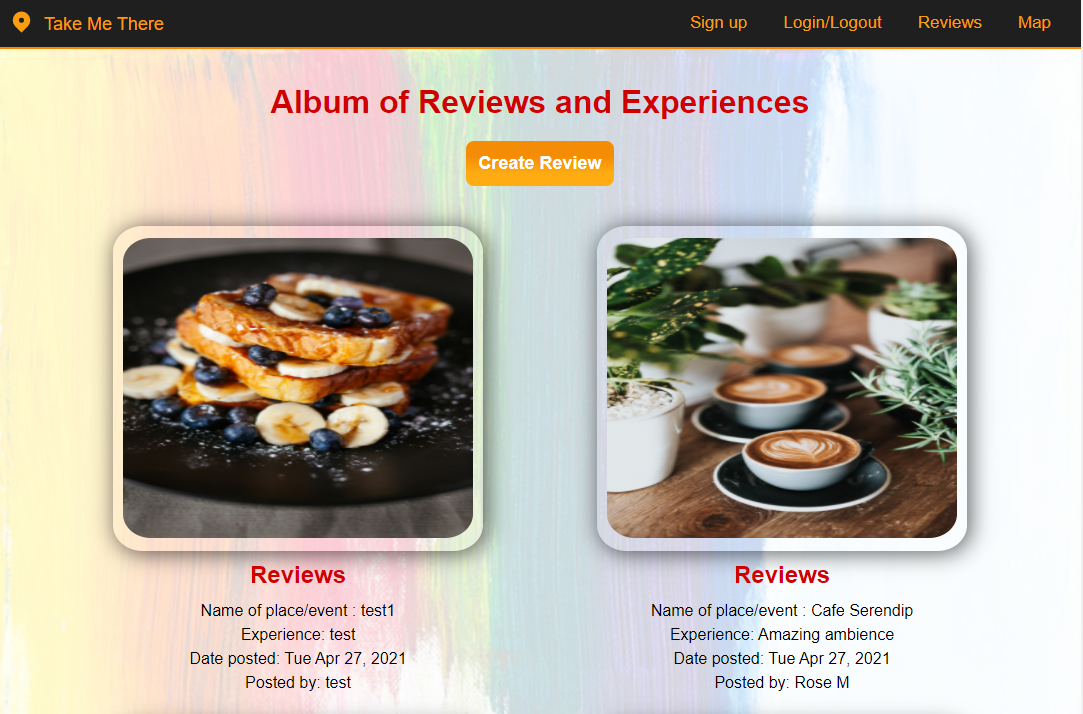 Take Me There
Sign up
Login/Logout
Reviews
Map
Album of Reviews and Experiences
Create Review
Reviews
Name of place/event : test1
Experience: test
Date posted: Tue Apr 27, 2021
Posted by: test
Reviews
Name of place/event : Cafe Serendip
Experience: Amazing ambience
Date posted: Tue Apr 27, 2021
Posted by: Rose M